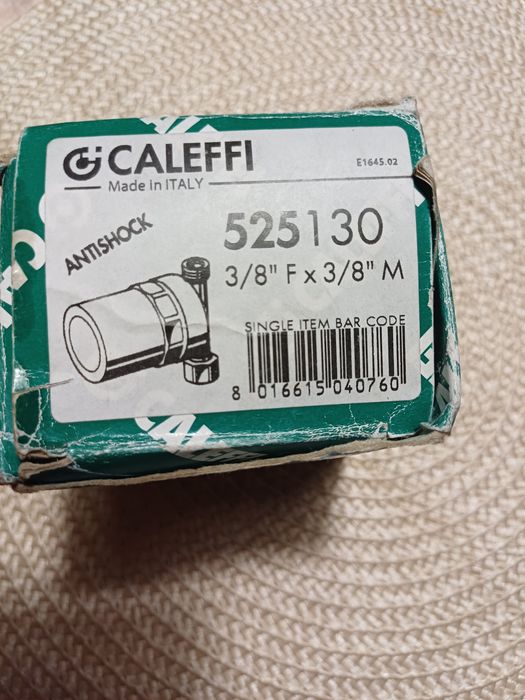 CALEFFI
E1645.02
Made in ITALY
ANTISHOCK
525130
3/8" F x 3/8" M
SINGLE ITEM BAR CODE
8 016615 040760